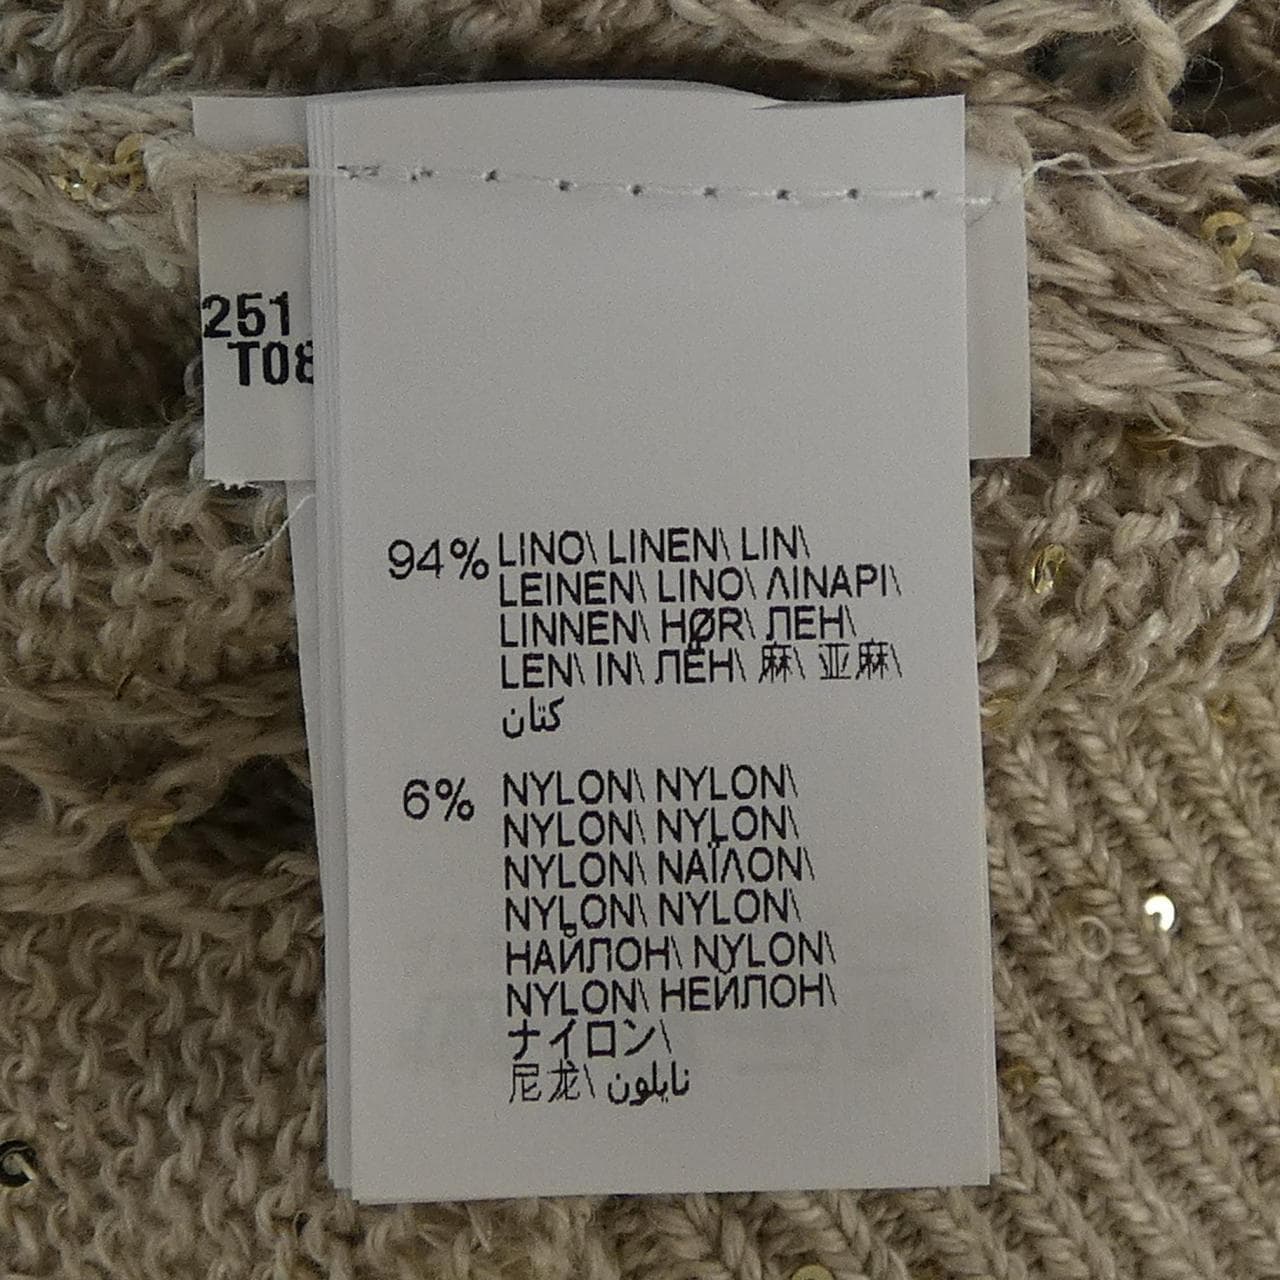 251
T08
94% LINO\ LINEN\ LIN\
LEINEN\ LINO\ ΛΙΝΑΡΙ\
LINNEN\ HØR\ ЛЕН\
LEN\ IN\ ЛЁН\ 麻\ 亚麻\
كتان
6% NYLON\ NYLON\
NYLON\ NYLON\
NYLON\ ΝΑΪΛΟΝ\
NYLON\ NYLON\
НАЙЛОН\ NYLON\
NYLON\ НЕЙЛОН\
ナイロン\
尼龙\ نايلون